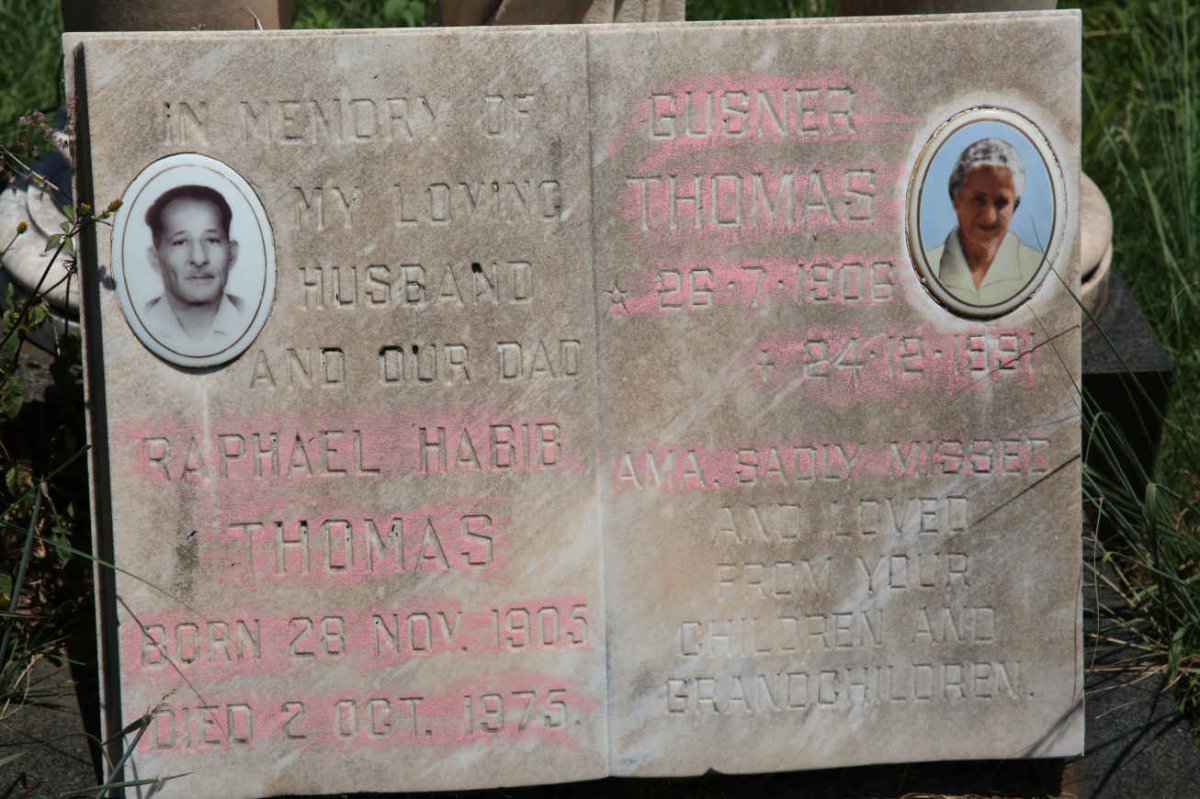 IN MEMORY OF
MY LOVING
HUSBAND
AND OUR DAD
RAPHAEL HABIB
THOMAS
BORN 28 NOV. 1905
DIED 2 OCT. 1975.
GUSNER
THOMAS
☆ 26·7·1906
+ 24·12·1991.
AMA, SADLY MISSED
AND LOVED
FROM YOUR
CHILDREN AND
GRANDCHILDREN.